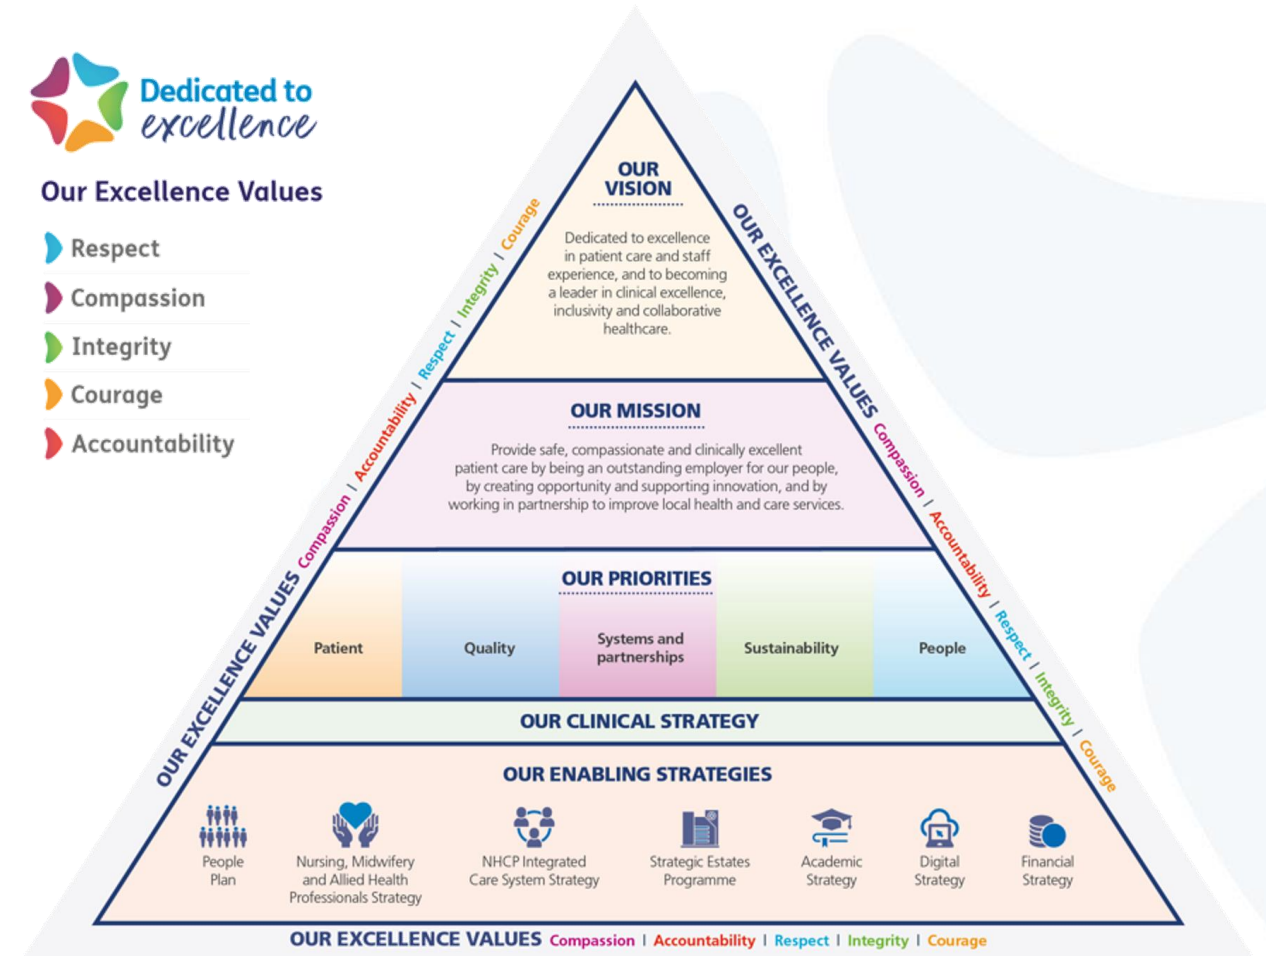 Dedicated to
excellence
Our Excellence Values
Respect
Compassion
Integrity
Courage
Accountability
OUR
VISION
Dedicated to excellence
in patient care and staff
experience, and to becoming
a leader in clinical excellence,
inclusivity and collaborative
healthcare.
OUR MISSION
Provide safe, compassionate and clinically excellent
patient care by being an outstanding employer for our people,
by creating opportunity and supporting innovation, and by
working in partnership to improve local health and care services.
OUR PRIORITIES
Patient
Quality
Systems and
partnerships
Sustainability
People
OUR CLINICAL STRATEGY
OUR ENABLING STRATEGIES
People
Plan
Nursing, Midwifery
and Allied Health
Professionals Strategy
NHCP Integrated
Care System Strategy
Strategic Estates
Programme
Academic
Strategy
Digital
Strategy
Financial
Strategy
OUR EXCELLENCE VALUES Compassion | Accountability | Respect | Integrity | Courage
OUR EXCELLENCE VALUES Compassion | Accountability | Respect | Integrity | Courage
OUR EXCELLENCE VALUES Compassion | Accountability | Respect | Integrity | Courage